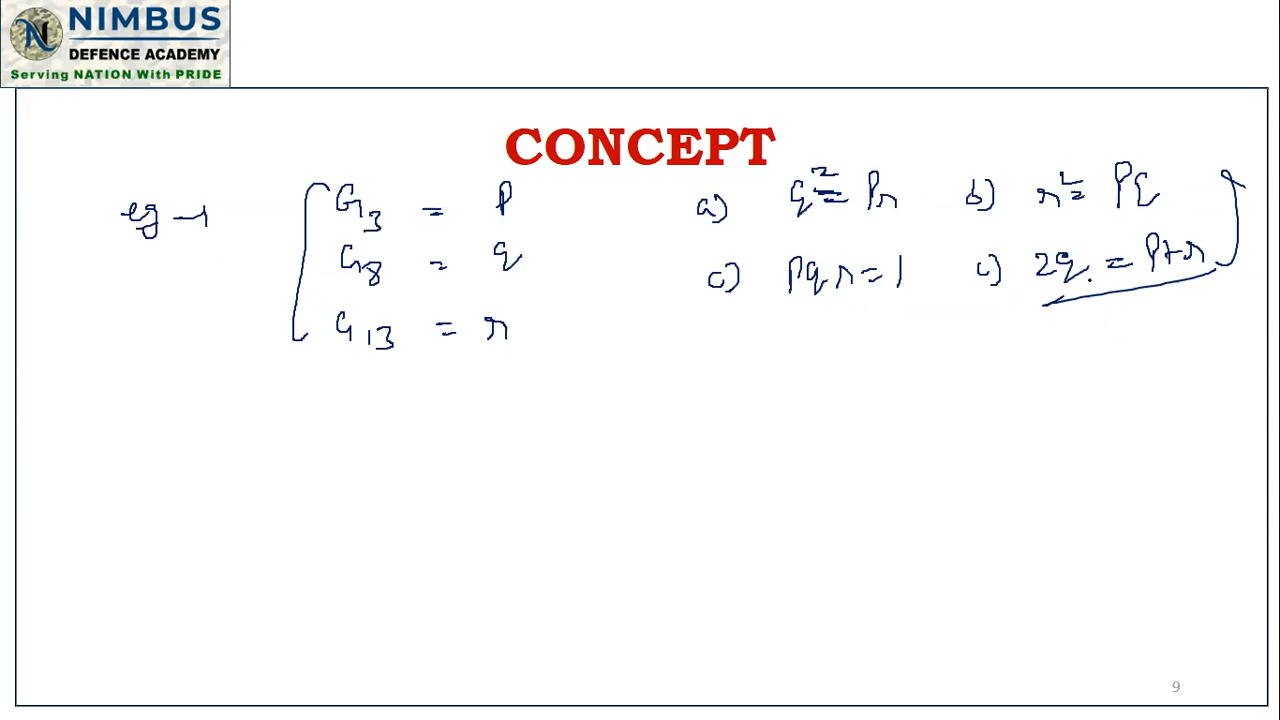 NIMBUS
DEFENCE ACADEMY
Serving NATION With PRIDE
CONCEPT
eg-1 G3 = P a) q² = Pr b) r² = Pq
G8 = q c) Pqr = 1 c) 2q = P+r
G13 = r
9